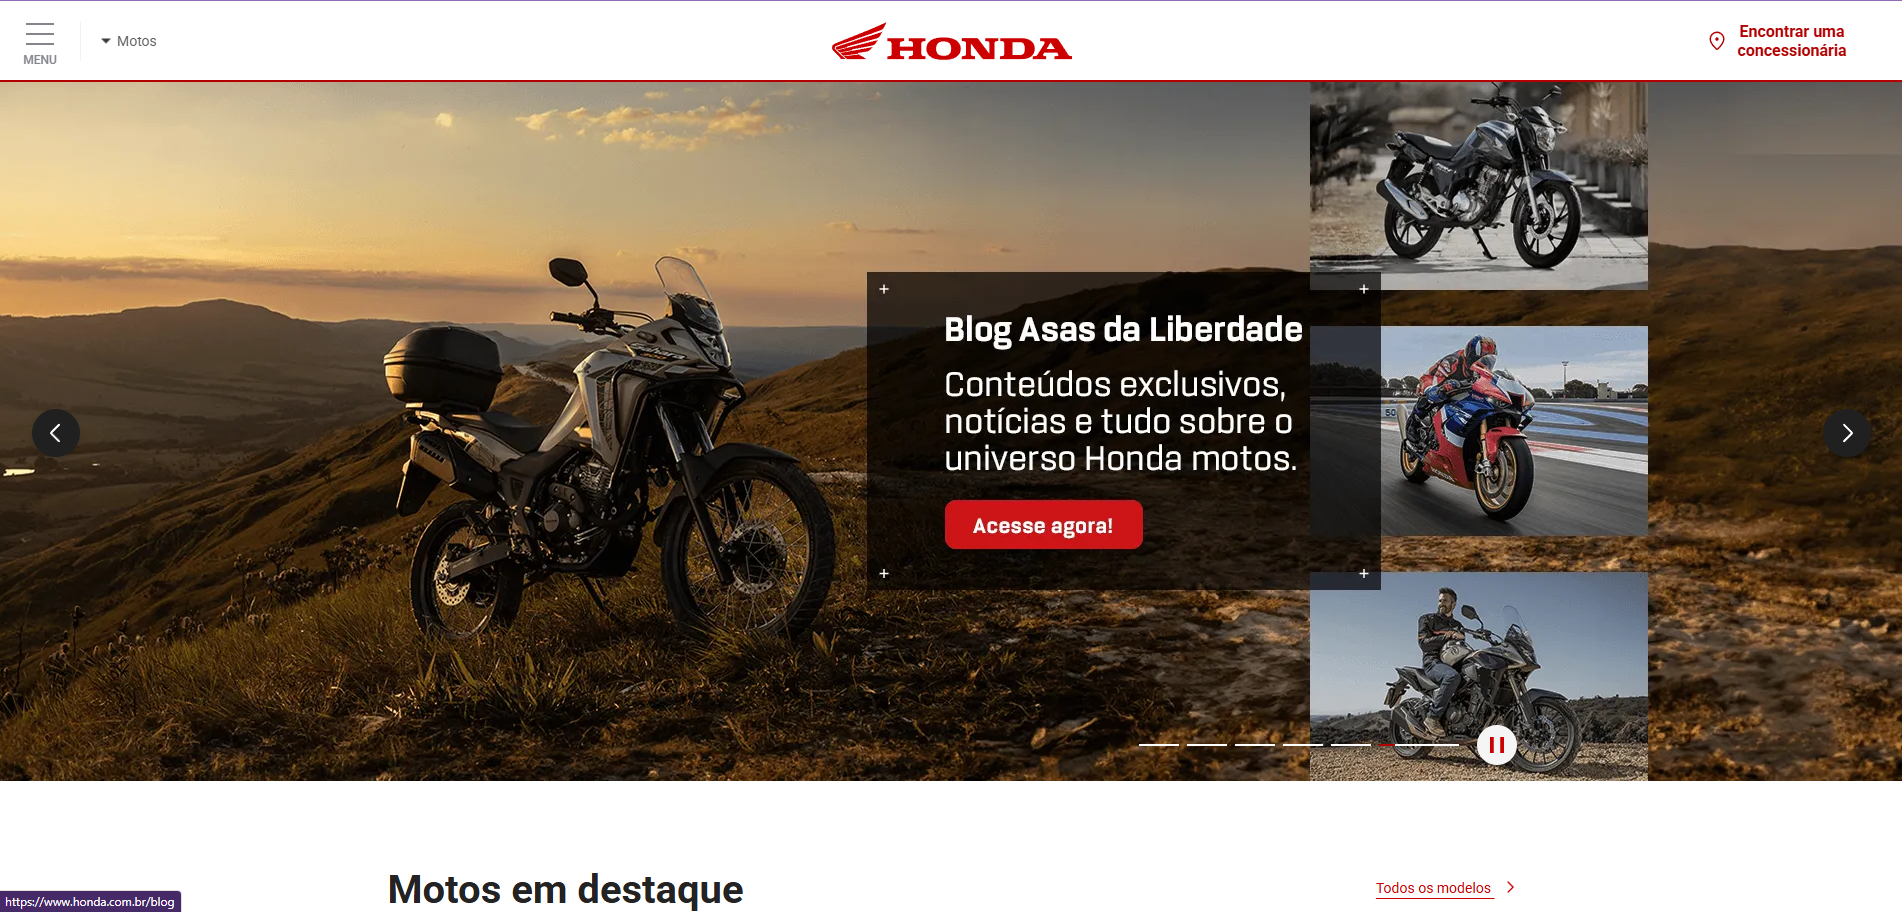 MENU
Motos
HONDA
Encontrar uma
concessionária
Blog Asas da Liberdade
Conteúdos exclusivos,
notícias e tudo sobre o
universo Honda motos.
Acesse agora!
Motos em destaque
Todos os modelos
https://www.honda.com.br/blog